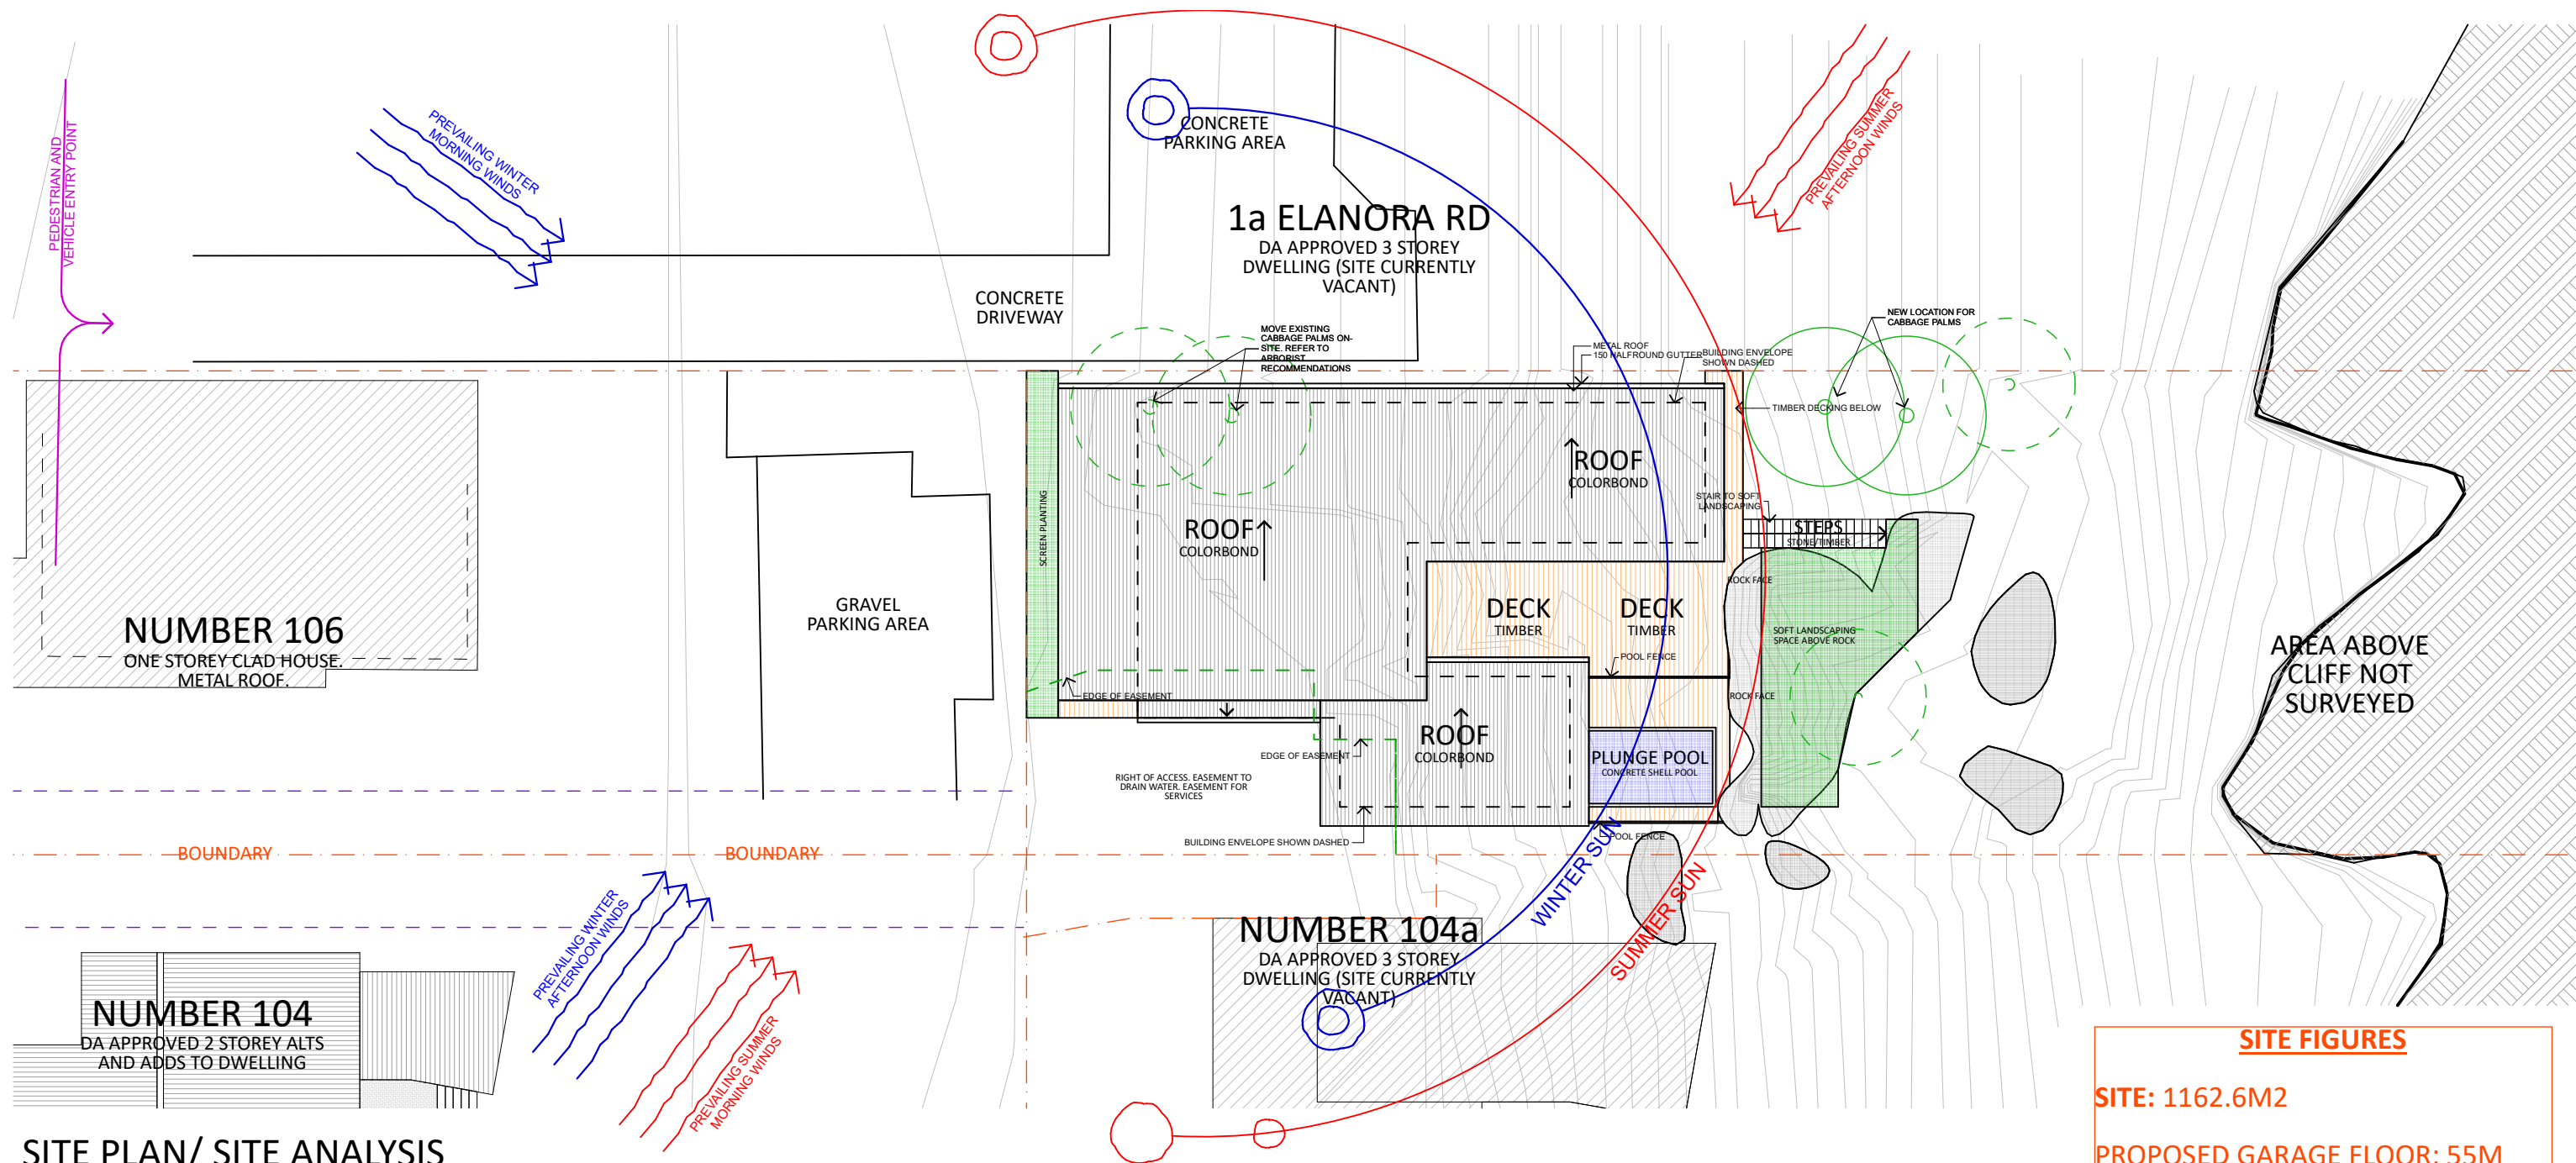 PEDESTRIAN AND
VEHICLE ENTRY POINT
PREVAILING WINTER
MORNING WINDS
CONCRETE
PARKING AREA
PREVAILING SUMMER
AFTERNOON WINDS
1a ELANORA RD
DA APPROVED 3 STOREY
DWELLING (SITE CURRENTLY
VACANT)
CONCRETE
DRIVEWAY
MOVE EXISTING
CABBAGE PALMS ON-
SITE. REFER TO
ARBORIST
RECOMMENDATIONS
METAL ROOF
150 HALFROUND GUTTER
BUILDING ENVELOPE
SHOWN DASHED
NEW LOCATION FOR
CABBAGE PALMS
TIMBER DECKING BELOW
ROOF
COLORBOND
STAIR TO SOFT
LANDSCAPING
STEPS
STONE/TIMBER
SCREEN PLANTING
ROOF
COLORBOND
ROCK FACE
GRAVEL
PARKING AREA
DECK
TIMBER
DECK
TIMBER
SOFT LANDSCAPING
SPACE ABOVE ROCK
NUMBER 106
ONE STOREY CLAD HOUSE.
METAL ROOF.
AREA ABOVE
CLIFF NOT
SURVEYED
POOL FENCE
EDGE OF EASEMENT
ROCK FACE
ROOF
COLORBOND
EDGE OF EASEMENT
PLUNGE POOL
CONCRETE SHELL POOL
RIGHT OF ACCESS. EASEMENT TO
DRAIN WATER. EASEMENT FOR
SERVICES
POOL FENCE
BUILDING ENVELOPE SHOWN DASHED
BOUNDARY
BOUNDARY
WINTER SUN
SUMMER SUN
PREVAILING WINTER
AFTERNOON WINDS
NUMBER 104a
DA APPROVED 3 STOREY
DWELLING (SITE CURRENTLY
VACANT)
NUMBER 104
DA APPROVED 2 STOREY ALTS
AND ADDS TO DWELLING
PREVAILING SUMMER
MORNING WINDS
SITE FIGURES
SITE: 1162.6M2
PROPOSED GARAGE FLOOR: 55M
SITE PLAN/ SITE ANALYSIS